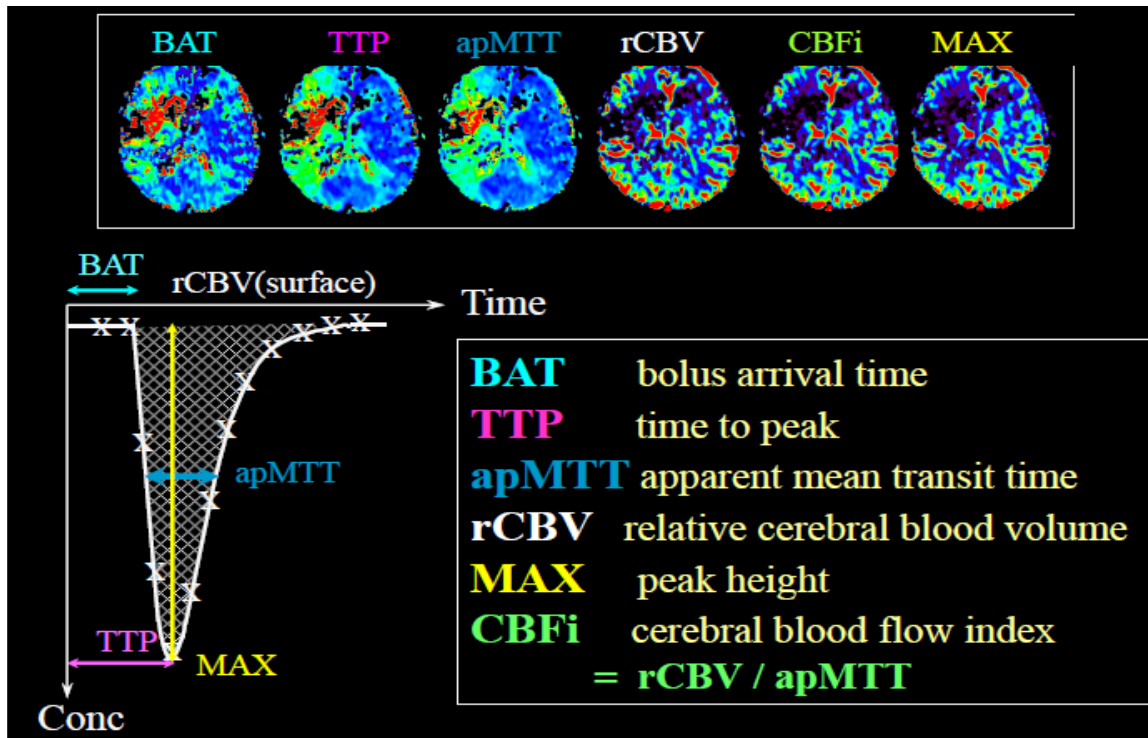 BAT TTP apMTT rCBV CBFi MAX
BAT
rCBV(surface)
Time
X X X X X X X X X X X X X
apMTT
TTP
MAX
Conc
BAT bolus arrival time
TTP time to peak
apMTT apparent mean transit time
rCBV relative cerebral blood volume
MAX peak height
CBFi cerebral blood flow index
= rCBV / apMTT